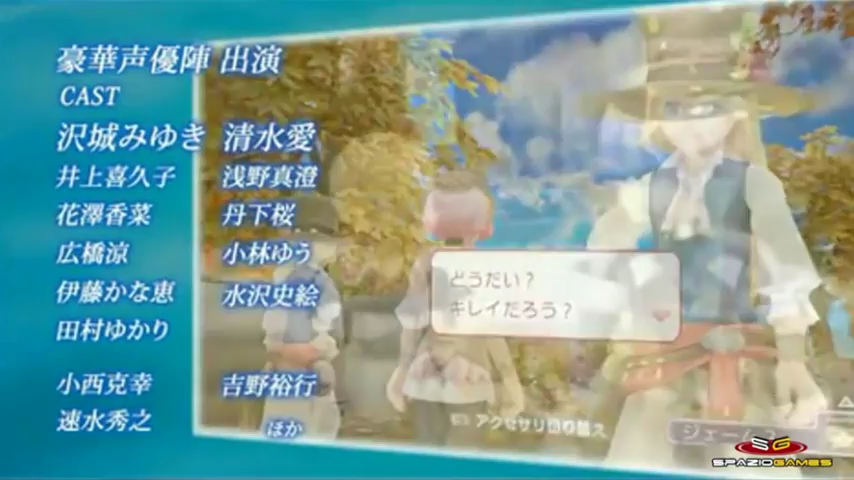 豪華声優陣 出演
CAST
沢城みゆき 清水愛
井上喜久子 浅野真澄
花澤香菜 丹下桜
広橋涼 小林ゆう
伊藤かな恵 水沢史絵
田村ゆかり
小西克幸 吉野裕行
速水秀之 ほか
どうだい?
キレイだろう?
アクセサリ切り替え
SG
SPAZIOGAMES